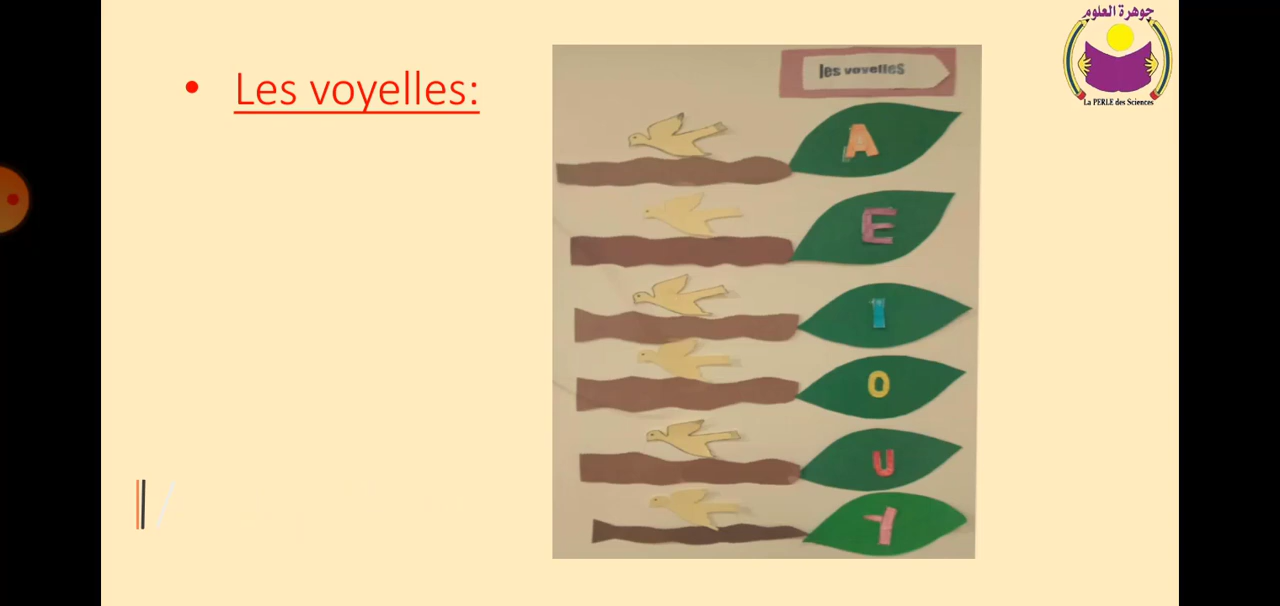 جوهرة العلوم
La PERLE des Sciences
• Les voyelles:
les voyelles
A
E
I
O
U
Y